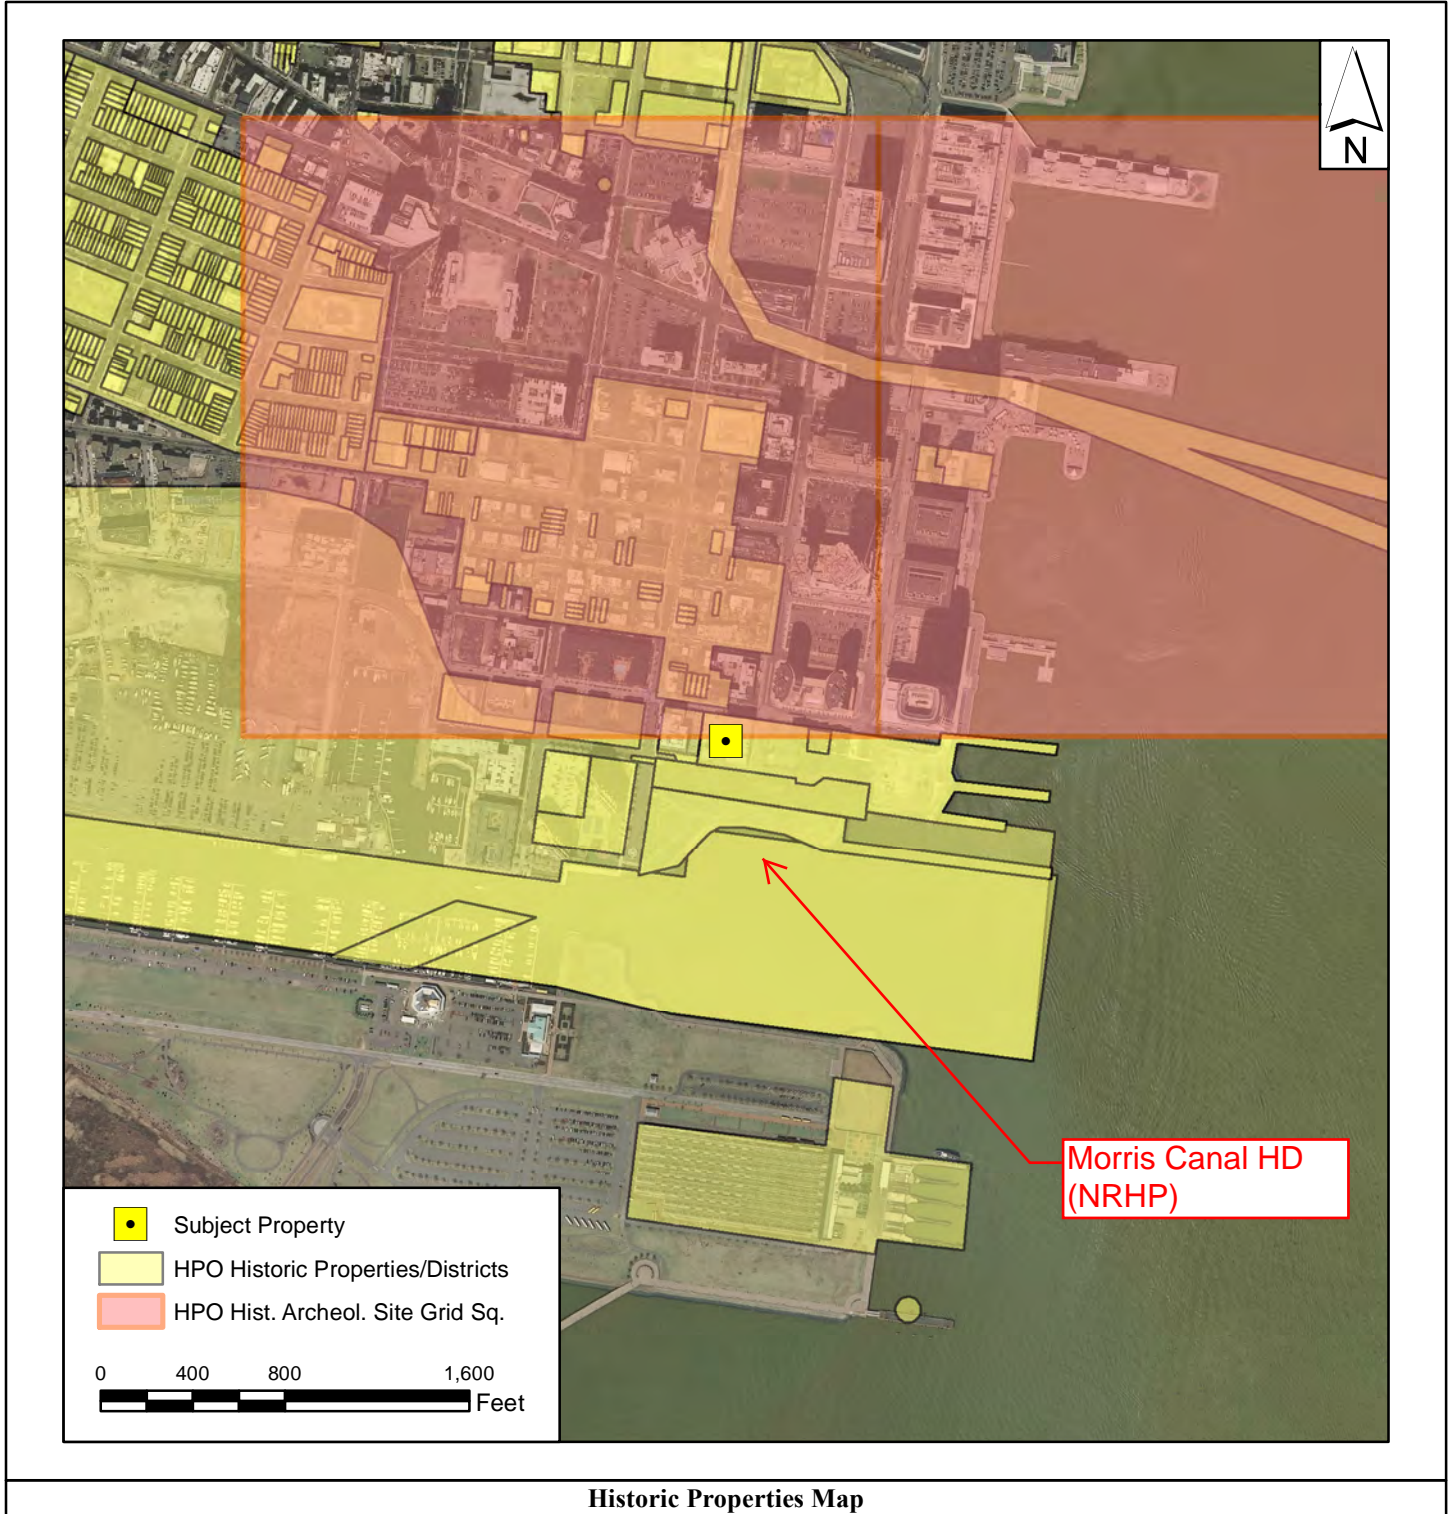 N
Morris Canal HD
(NRHP)
Subject Property
HPO Historic Properties/Districts
HPO Hist. Archeol. Site Grid Sq.
0 400 800 1,600
Feet
Historic Properties Map